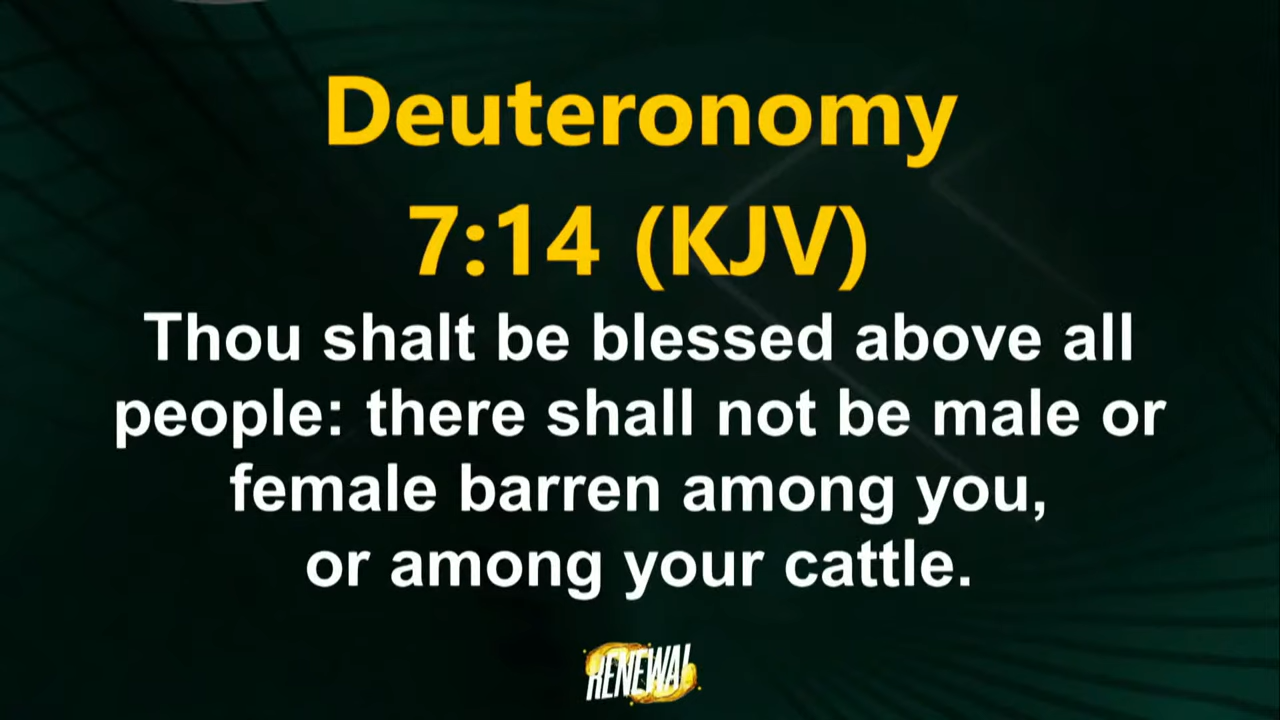 Deuteronomy
7:14 (KJV)
Thou shalt be blessed above all
people: there shall not be male or
female barren among you,
or among your cattle.
RENEWAL